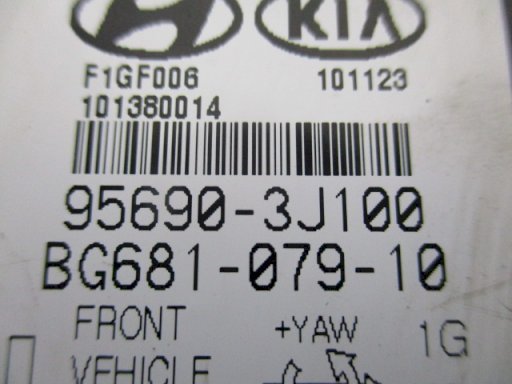 KIA
F1GF006 101123
101380014
95690-3J100
BG681-079-10
FRONT +YAW 1G
VEHICLE